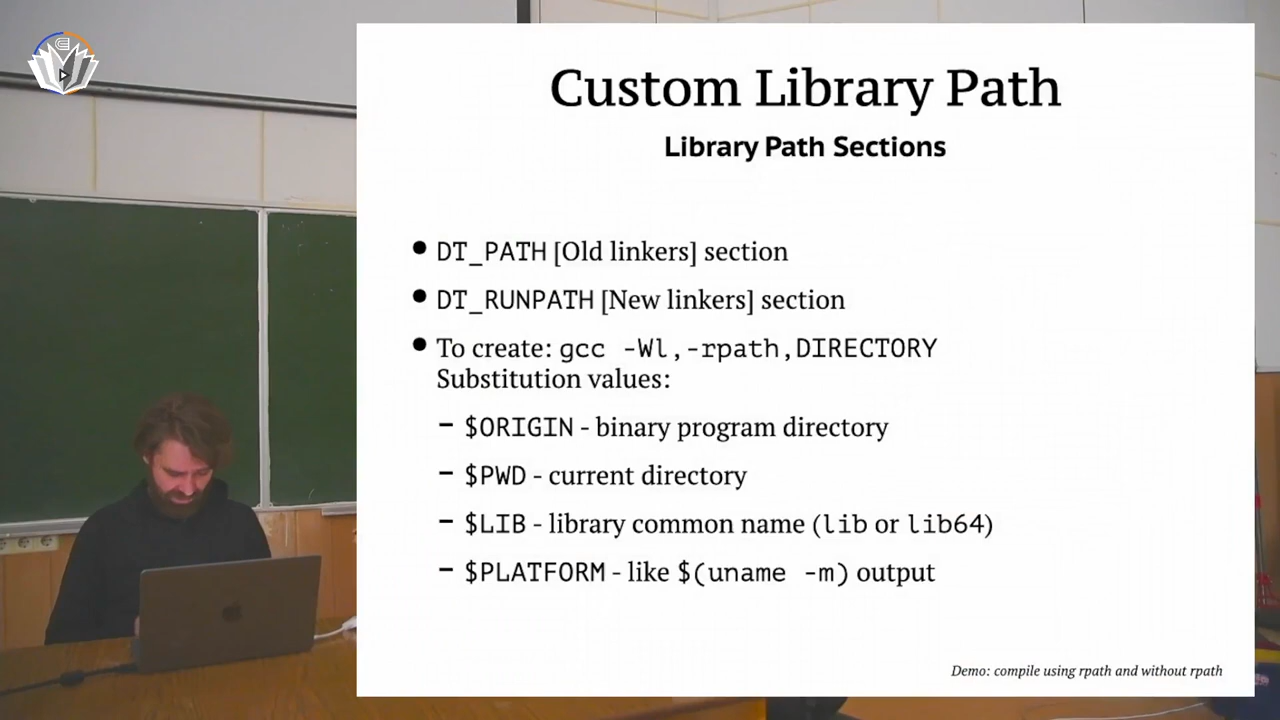 Custom Library Path
Library Path Sections
● DT_PATH [Old linkers] section
● DT_RUNPATH [New linkers] section
● To create: gcc -Wl,-rpath,DIRECTORY
Substitution values:
– $ORIGIN - binary program directory
– $PWD - current directory
– $LIB - library common name (lib or lib64)
– $PLATFORM - like $(uname -m) output
Demo: compile using rpath and without rpath